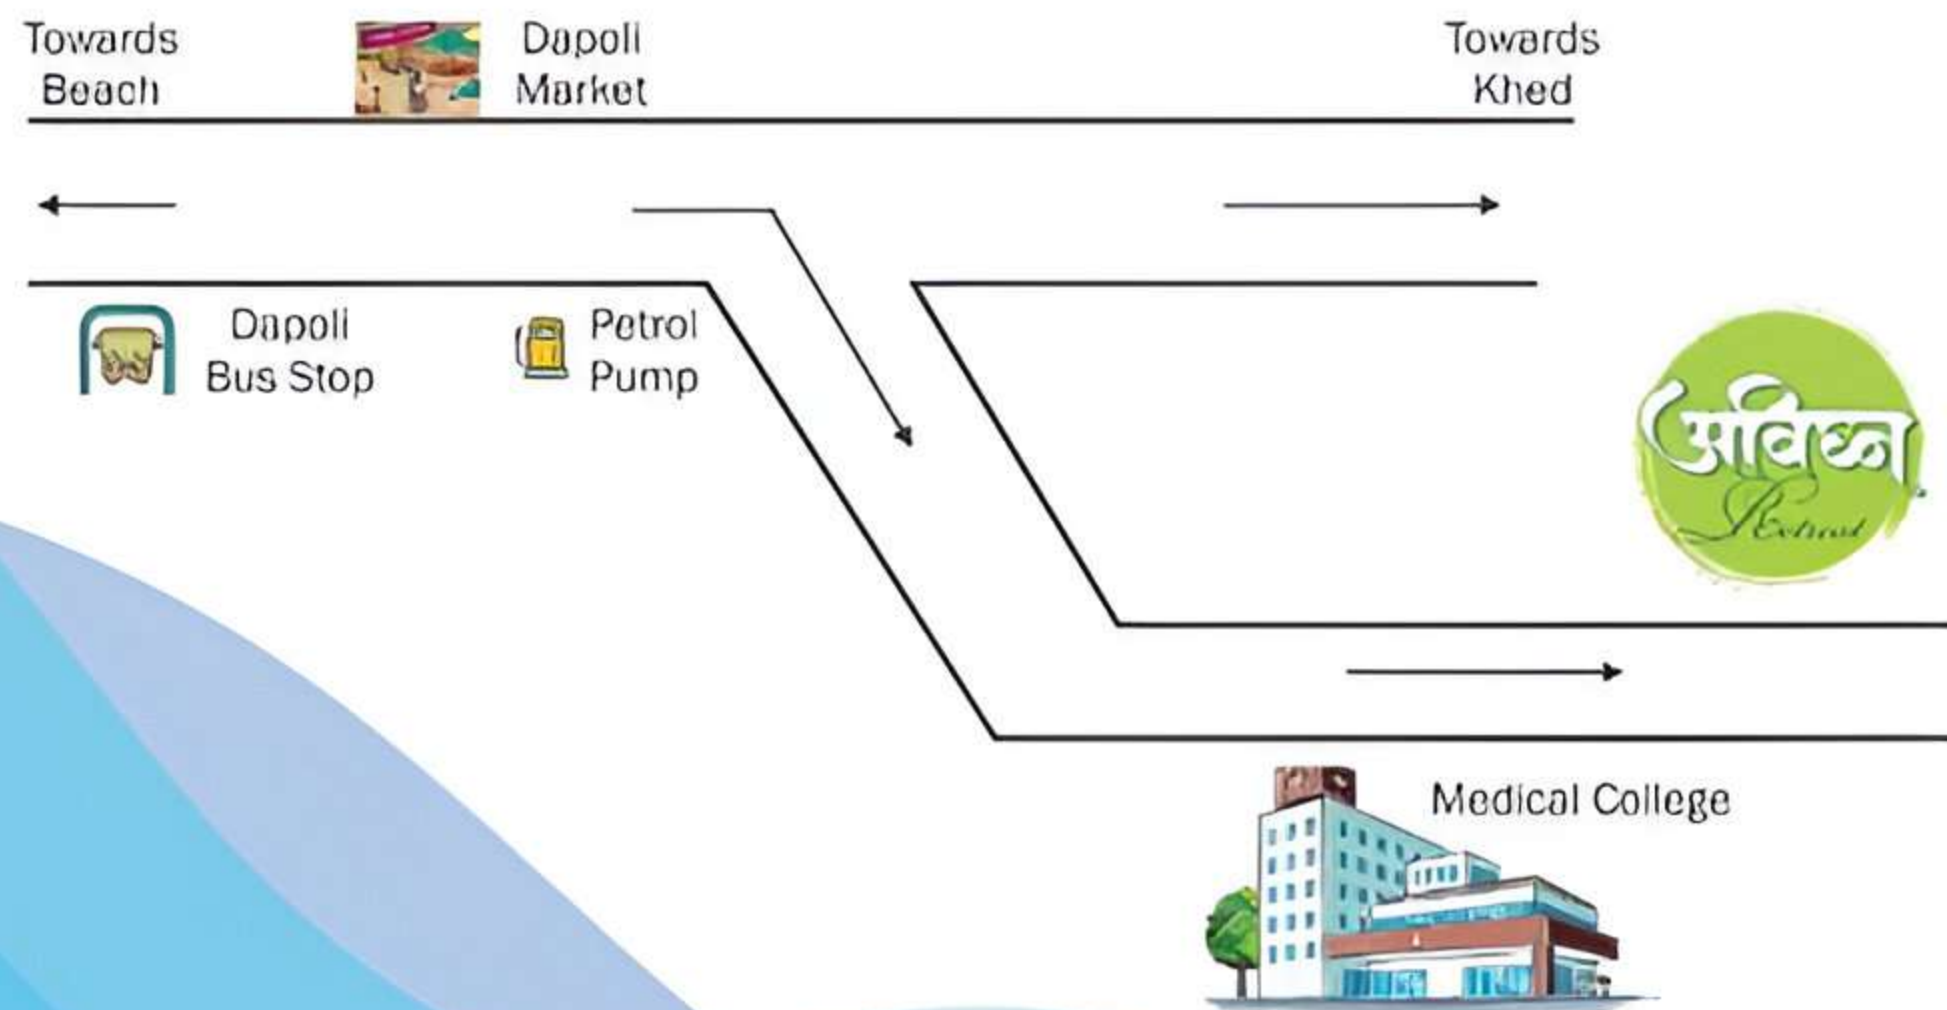 Towards
Beach
Dapoli
Market
Towards
Khed
Dapoli
Bus Stop
Petrol
Pump
अविघ्न
Retreat
Medical College